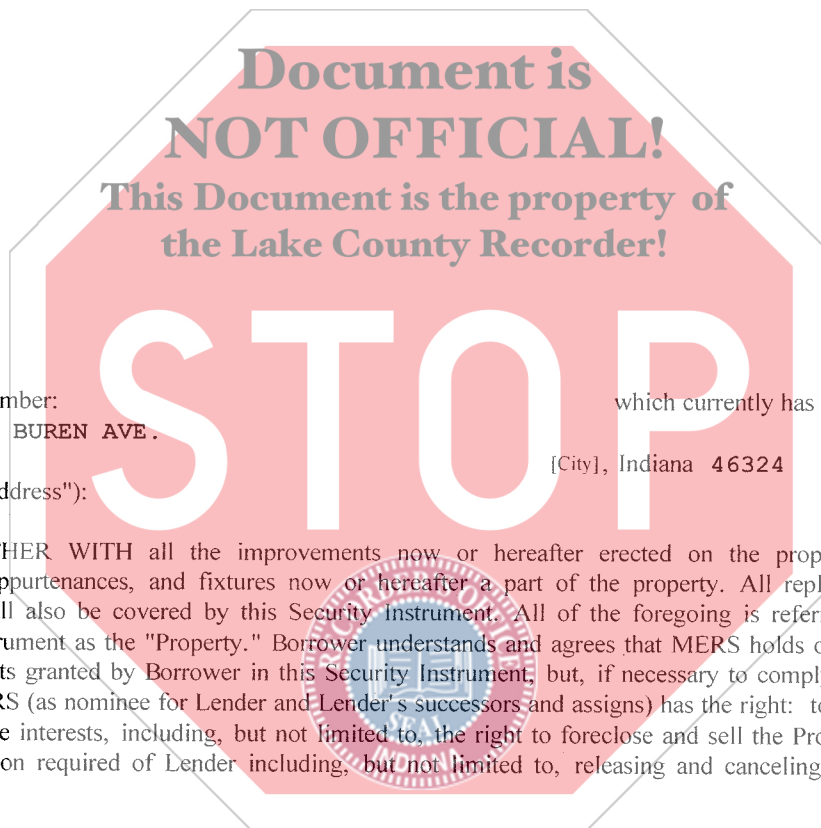 Document is
NOT OFFICIAL!
This Document is the property of
the Lake County Recorder!
STOP
mber: which currently has
BUREN AVE.
[City], Indiana 46324
ddress"):
HER WITH all the improvements now or hereafter erected on the prop
ppurtenances, and fixtures now or hereafter a part of the property. All repl
ll also be covered by this Security Instrument. All of the foregoing is refer
rument as the "Property." Borrower understands and agrees that MERS holds o
ts granted by Borrower in this Security Instrument, but, if necessary to compl
RS (as nominee for Lender and Lender's successors and assigns) has the right: to
e interests, including, but not limited to, the right to foreclose and sell the Pro
on required of Lender including, but not limited to, releasing and canceling
SEAL
INDIANA